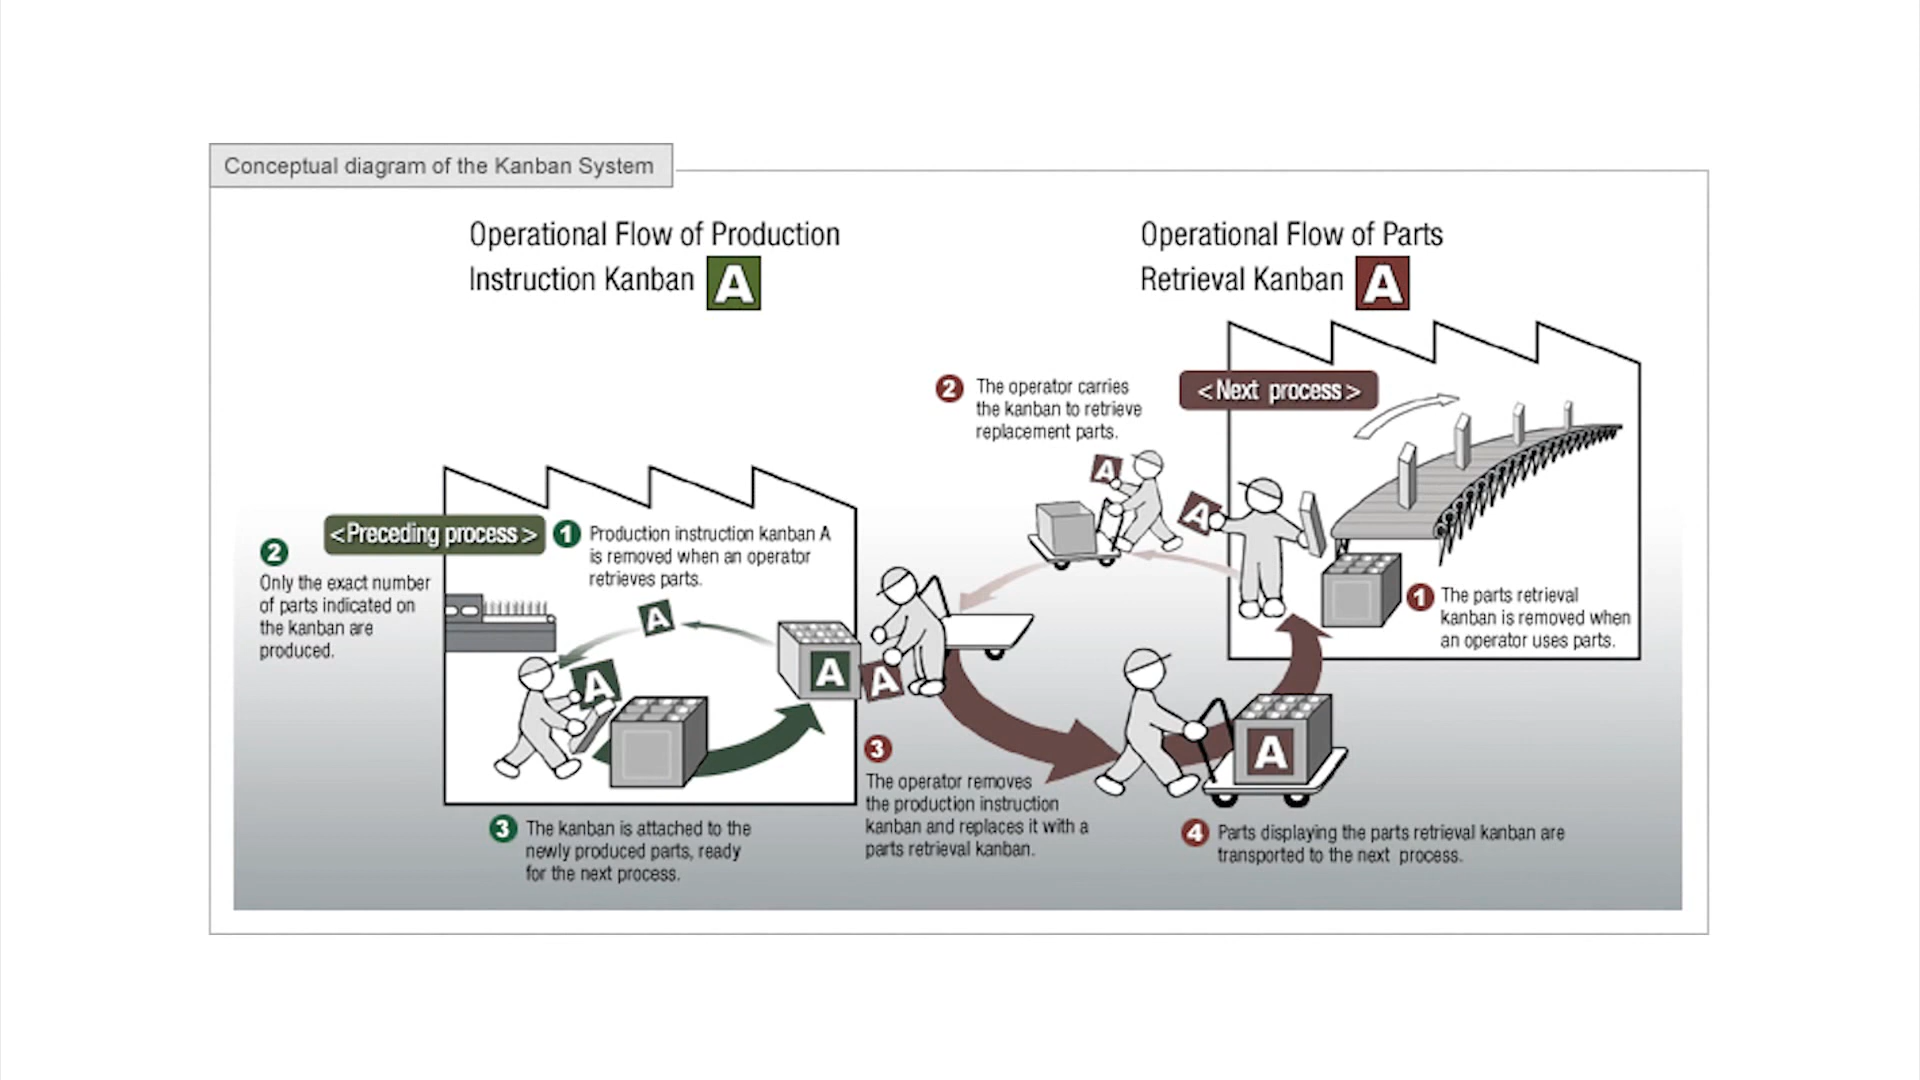 Conceptual diagram of the Kanban System
Operational Flow of Production
Instruction Kanban A
Operational Flow of Parts
Retrieval Kanban A
2
The operator carries
the kanban to retrieve
replacement parts.
<Next process>
A
A
<Preceding process>
1
Production instruction kanban A
is removed when an operator
retrieves parts.
2
Only the exact number
of parts indicated on
the kanban are
produced.
1
The parts retrieval
kanban is removed when
an operator uses parts.
A
A
A
A
A
3
The operator removes
the production instruction
kanban and replaces it with a
parts retrieval kanban.
3
The kanban is attached to the
newly produced parts, ready
for the next process.
4
Parts displaying the parts retrieval kanban are
transported to the next process.